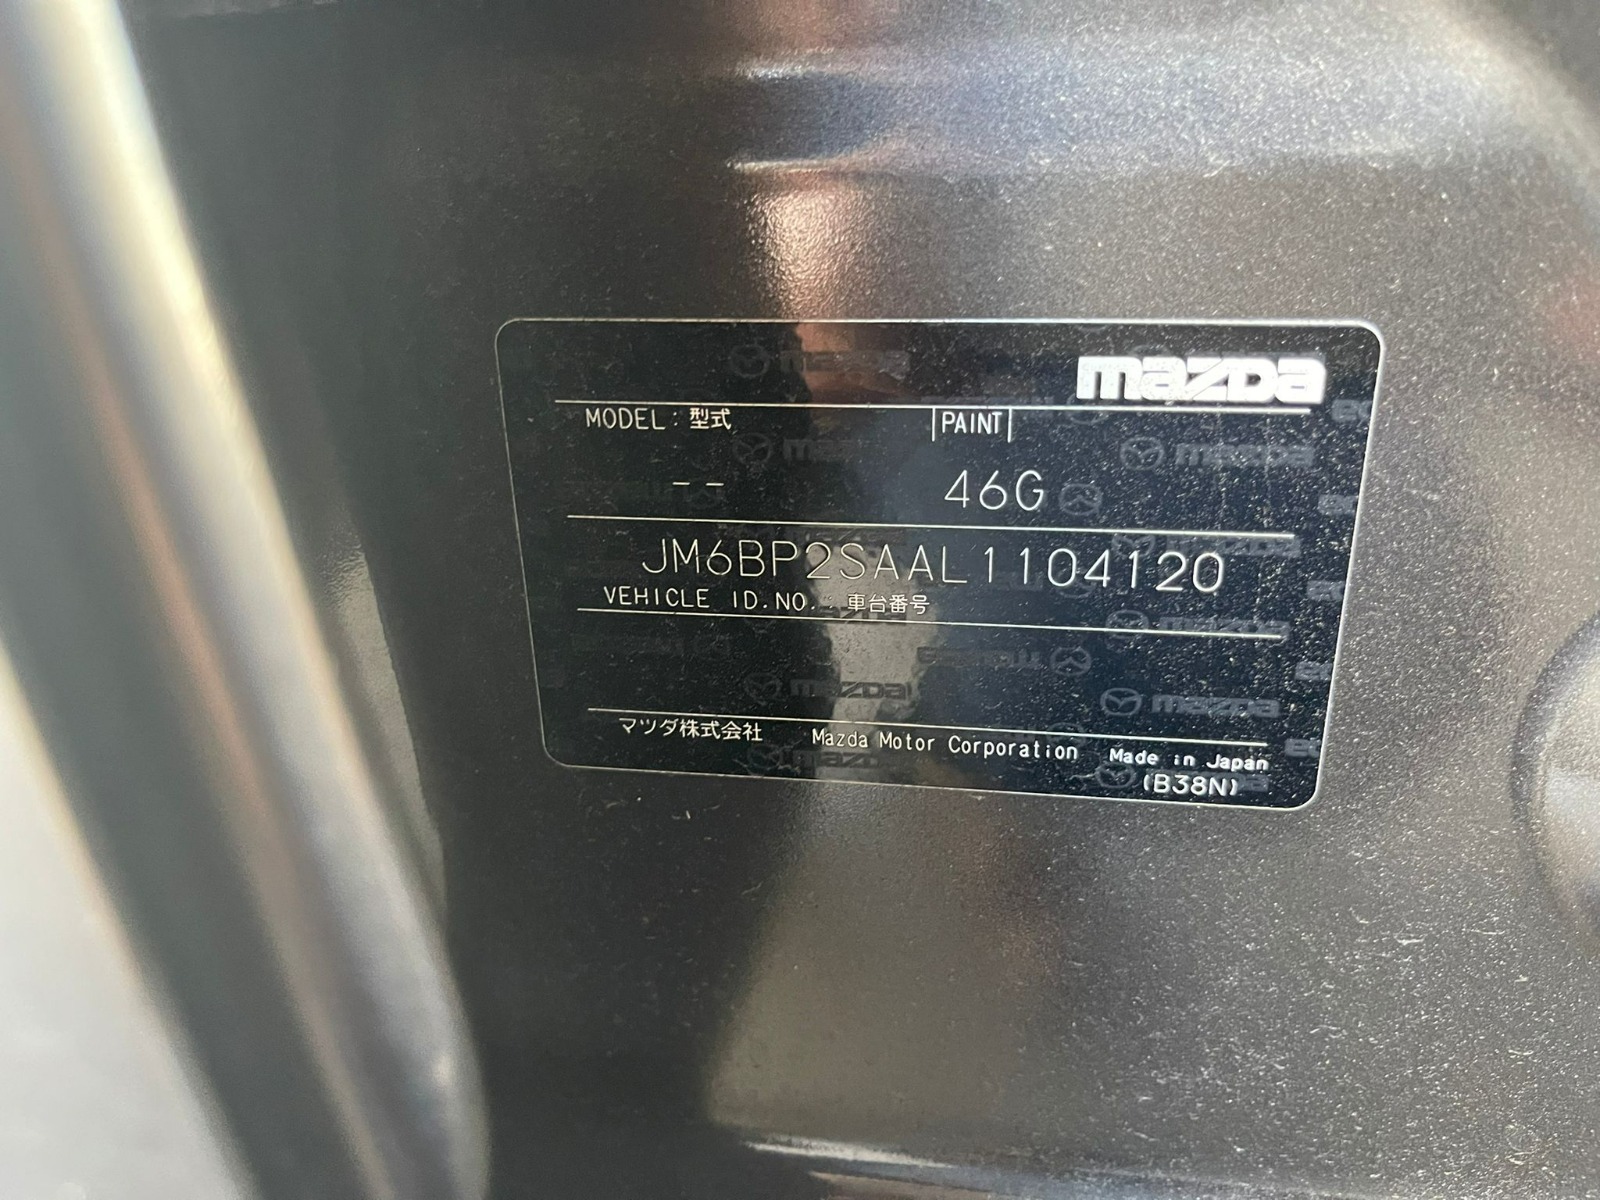 mazda
MODEL : 型式 PAINT
-- 46G
JM6BP2SAAL1104120
VEHICLE ID.NO. : 車台番号
マツダ株式会社 Mazda Motor Corporation Made in Japan
(B38N)